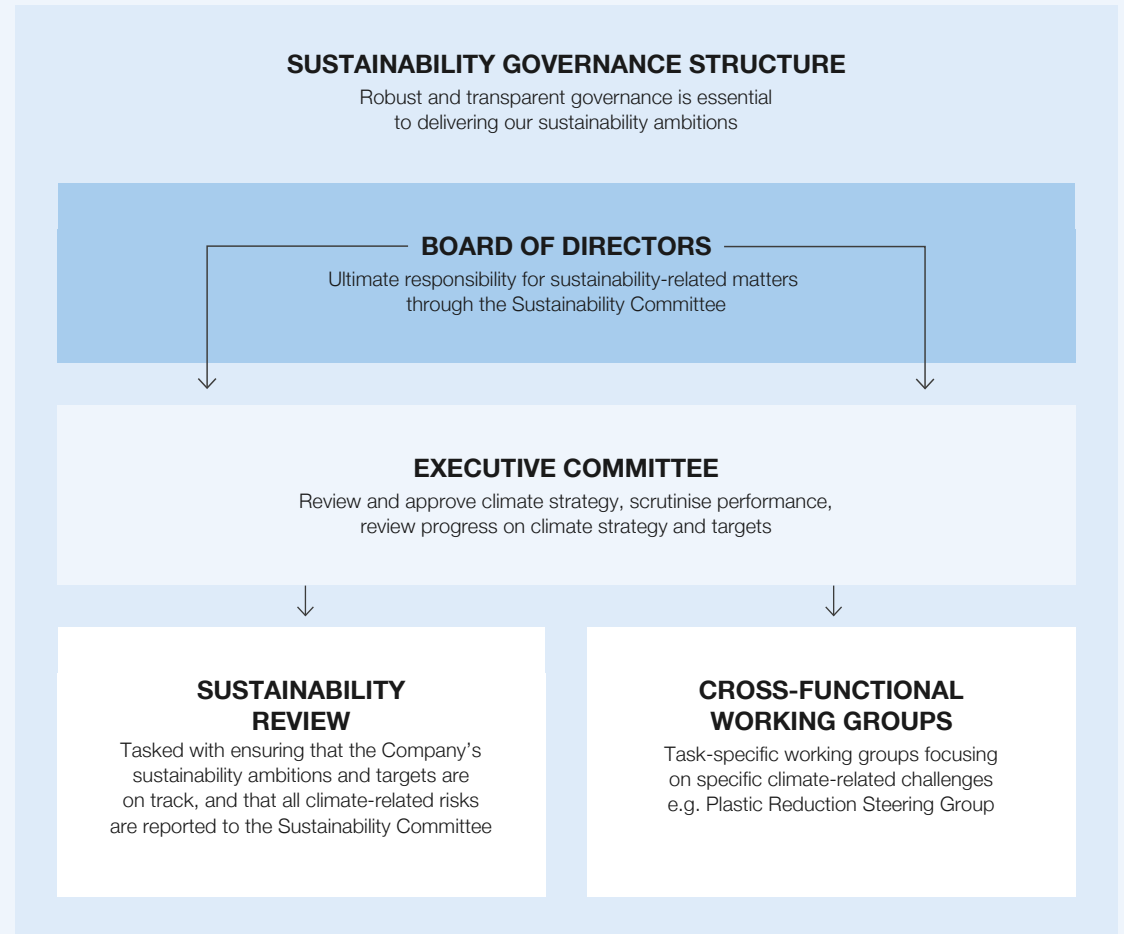 SUSTAINABILITY GOVERNANCE STRUCTURE
Robust and transparent governance is essential
to delivering our sustainability ambitions
BOARD OF DIRECTORS
Ultimate responsibility for sustainability-related matters
through the Sustainability Committee
EXECUTIVE COMMITTEE
Review and approve climate strategy, scrutinise performance,
review progress on climate strategy and targets
SUSTAINABILITY
REVIEW
Tasked with ensuring that the Company’s
sustainability ambitions and targets are
on track, and that all climate-related risks
are reported to the Sustainability Committee
CROSS-FUNCTIONAL
WORKING GROUPS
Task-specific working groups focusing
on specific climate-related challenges
e.g. Plastic Reduction Steering Group